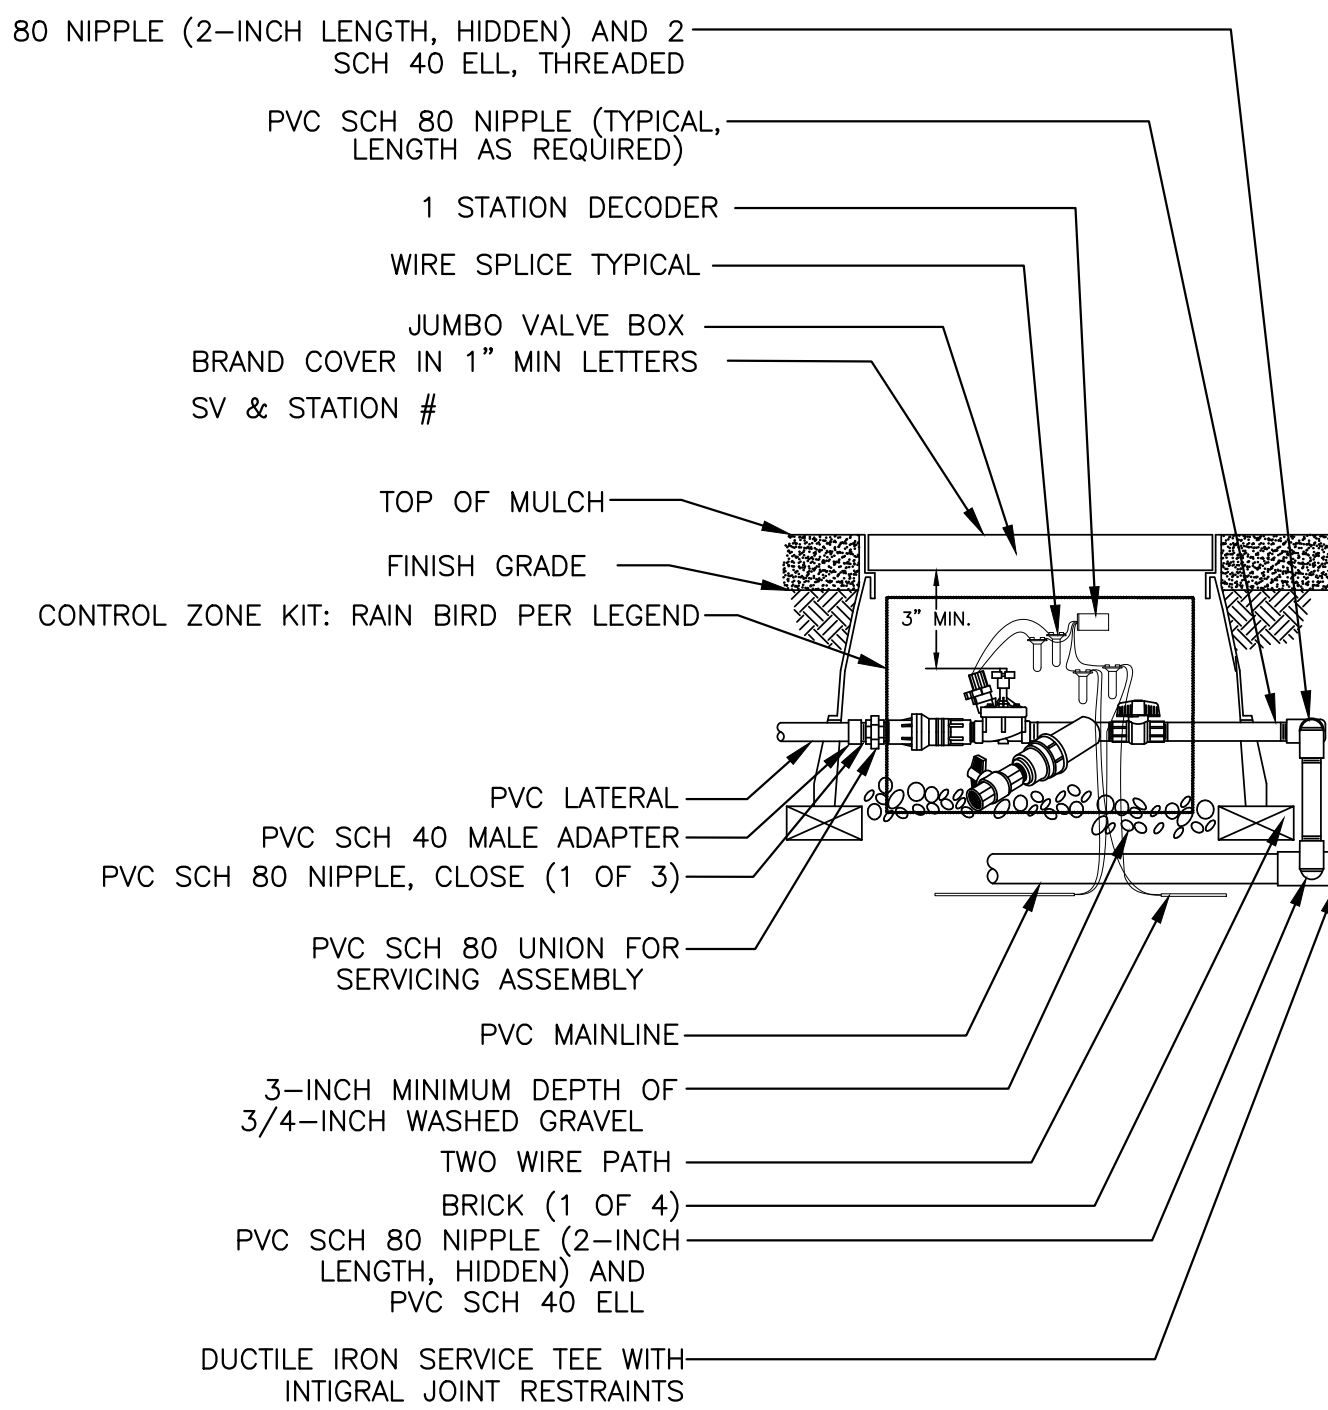 80 NIPPLE (2-INCH LENGTH, HIDDEN) AND 2
SCH 40 ELL, THREADED
PVC SCH 80 NIPPLE (TYPICAL,
LENGTH AS REQUIRED)
1 STATION DECODER
WIRE SPLICE TYPICAL
JUMBO VALVE BOX
BRAND COVER IN 1" MIN LETTERS
SV & STATION #
TOP OF MULCH
FINISH GRADE
CONTROL ZONE KIT: RAIN BIRD PER LEGEND
3" MIN.
PVC LATERAL
PVC SCH 40 MALE ADAPTER
PVC SCH 80 NIPPLE, CLOSE (1 OF 3)
PVC SCH 80 UNION FOR
SERVICING ASSEMBLY
PVC MAINLINE
3-INCH MINIMUM DEPTH OF
3/4-INCH WASHED GRAVEL
TWO WIRE PATH
BRICK (1 OF 4)
PVC SCH 80 NIPPLE (2-INCH
LENGTH, HIDDEN) AND
PVC SCH 40 ELL
DUCTILE IRON SERVICE TEE WITH
INTIGRAL JOINT RESTRAINTS